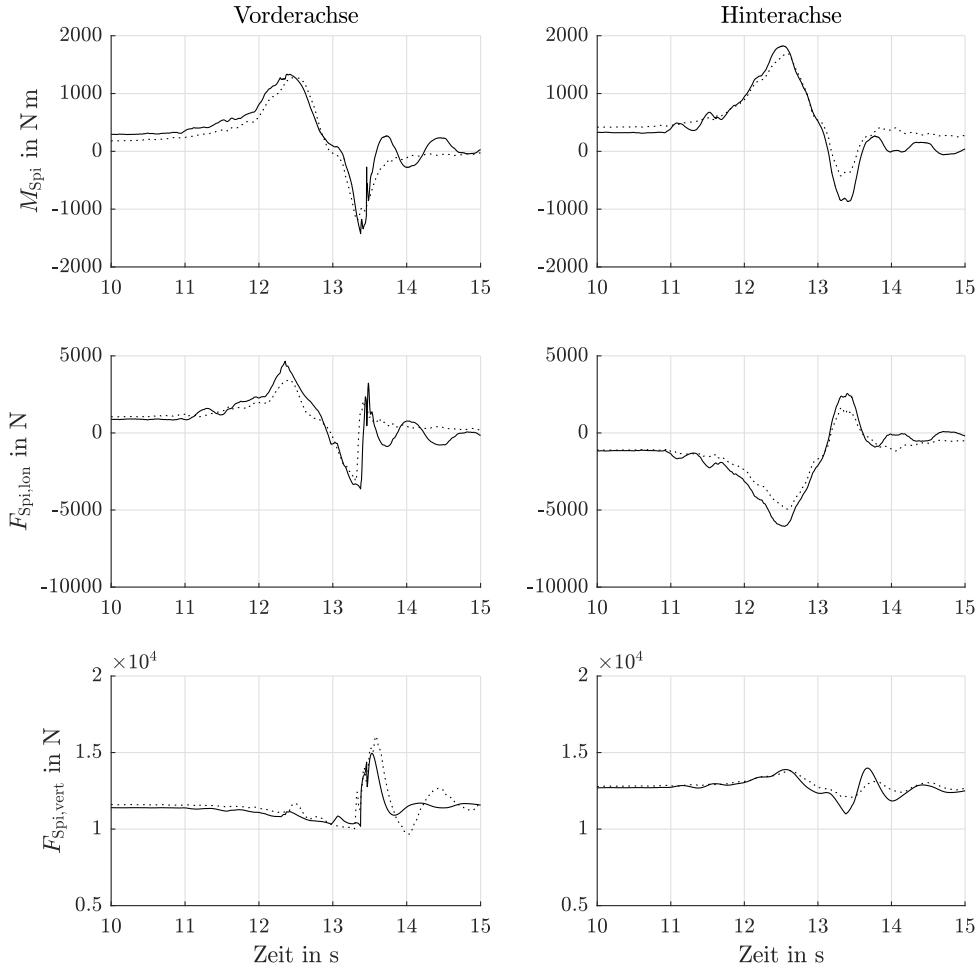 Vorderachse
Hinterachse
M_Spi in N m
2000
1000
0
-1000
-2000
10 11 12 13 14 15
2000
1000
0
-1000
-2000
10 11 12 13 14 15
F_Spi,lon in N
5000
0
-5000
-10000
10 11 12 13 14 15
5000
0
-5000
-10000
10 11 12 13 14 15
F_Spi,vert in N
×10⁴
2
1.5
1
0.5
10 11 12 13 14 15
Zeit in s
×10⁴
2
1.5
1
0.5
10 11 12 13 14 15
Zeit in s